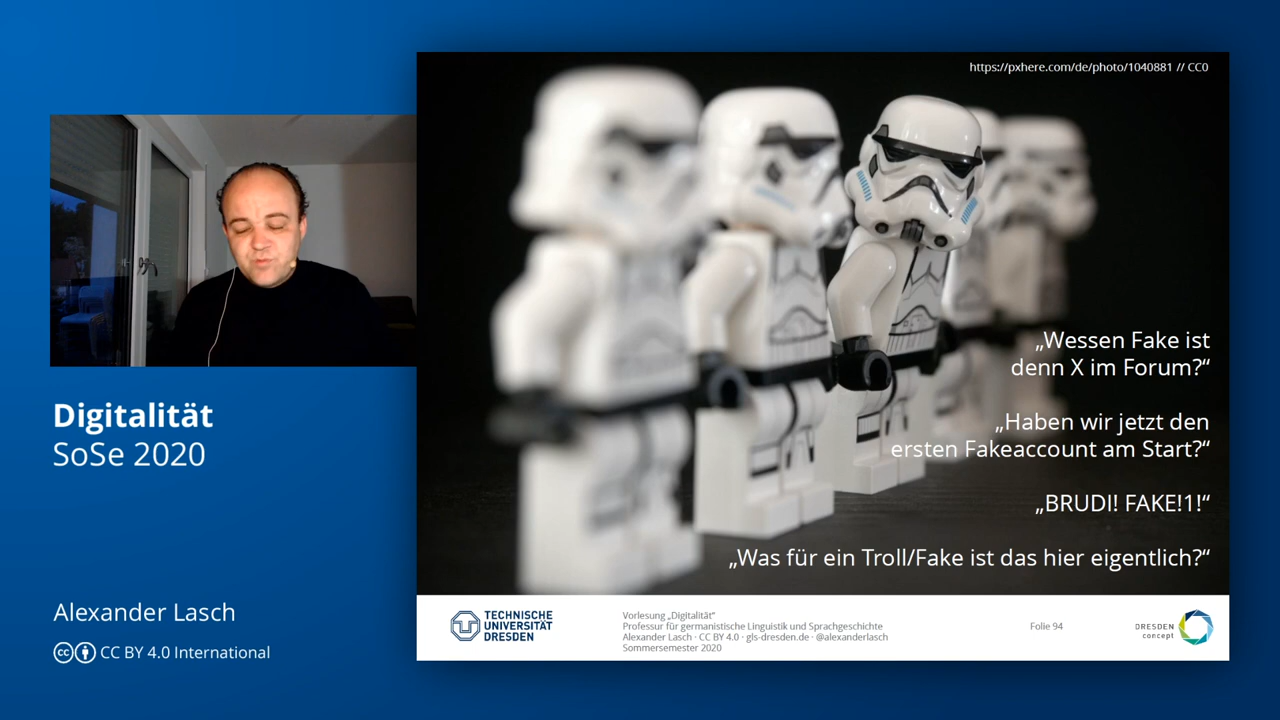 https://pxhere.com/de/photo/1040881 // CC0
„Wessen Fake ist
denn X im Forum?“
„Haben wir jetzt den
ersten Fakeaccount am Start?“
„BRUDI! FAKE!1!“
„Was für ein Troll/Fake ist das hier eigentlich?“
Digitalität
SoSe 2020
Alexander Lasch
CC BY 4.0 International
TECHNISCHE
UNIVERSITÄT
DRESDEN
Vorlesung „Digitalität“
Professur für germanistische Linguistik und Sprachgeschichte
Alexander Lasch · CC BY 4.0 · gls-dresden.de · @alexanderlasch
Sommersemester 2020
Folie 94
DRESDEN
concept